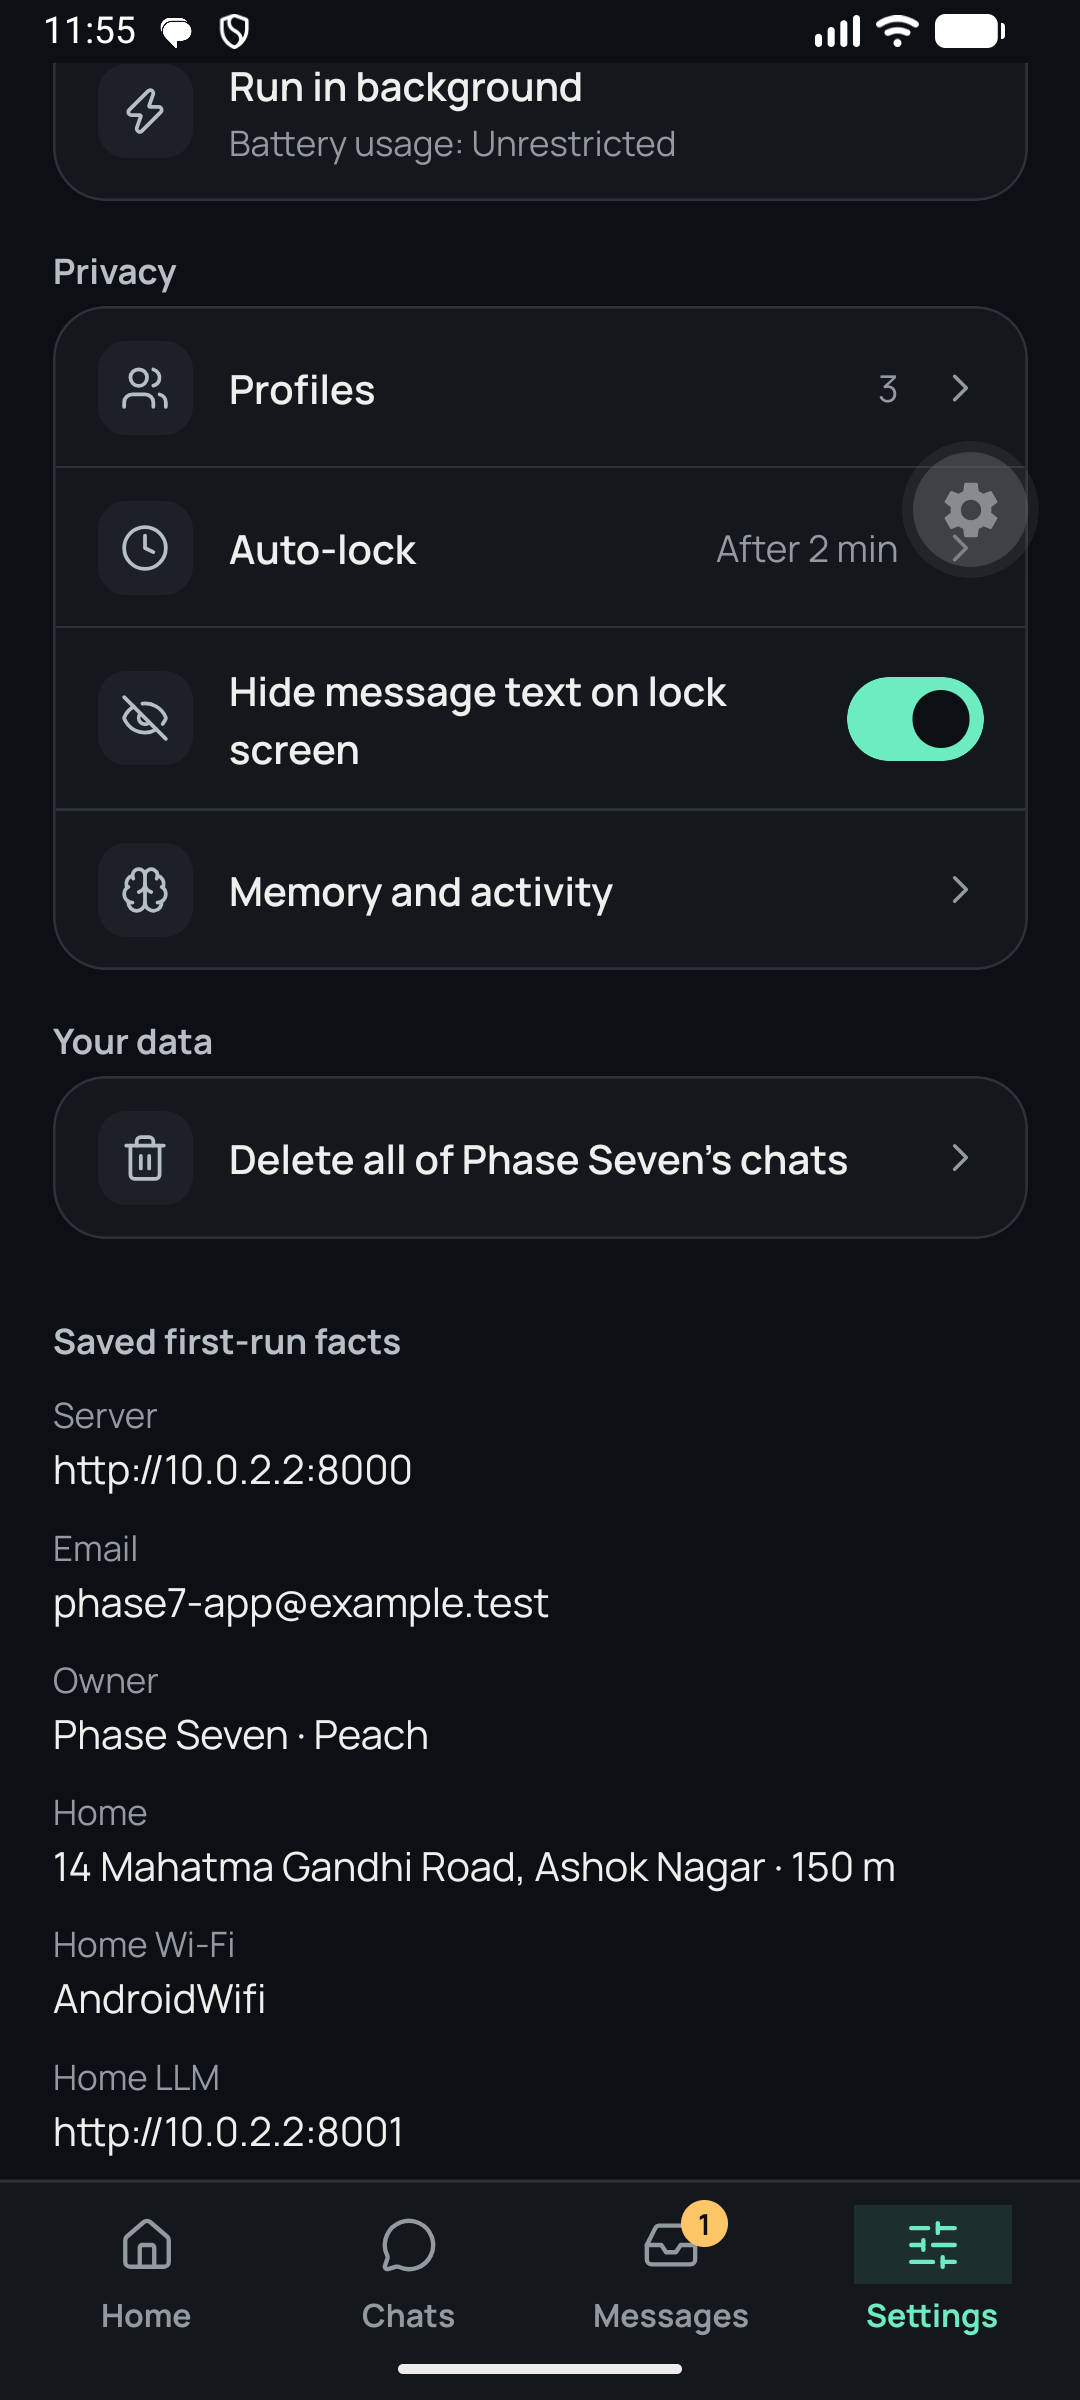 11:55
Run in background
Battery usage: Unrestricted
Privacy
Profiles 3
Auto-lock After 2 min
Hide message text on lock
screen
Memory and activity
Your data
Delete all of Phase Seven’s chats
Saved first-run facts
Server
http://10.0.2.2:8000
Email
phase7-app@example.test
Owner
Phase Seven · Peach
Home
14 Mahatma Gandhi Road, Ashok Nagar · 150 m
Home Wi-Fi
AndroidWifi
Home LLM
http://10.0.2.2:8001
1
Home Chats Messages Settings